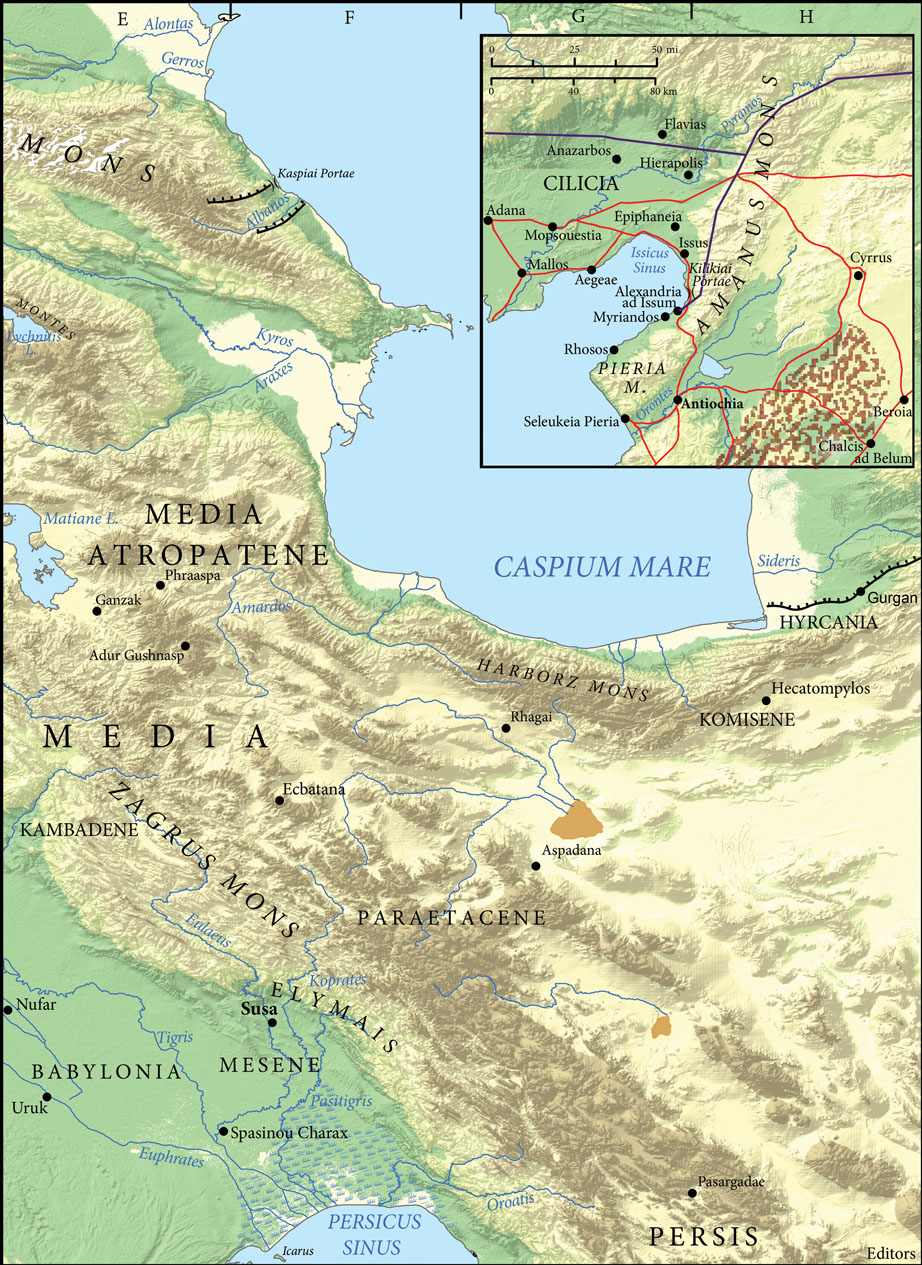 E
F
G
H
Alontas
Gerros
MONS
Kaspiai Portae
Albanos
MONTES
Lychnitis
L.
Kyros
Araxes
0
25
50 mi
0
40
80 km
Flavias
Pyramos
Anazarbos
Hierapolis
CILICIA
AMANUS MONS
Adana
Epiphaneia
Mopsouestia
Issus
Issicus
Sinus
Kilikiai
Portae
Cyrrus
Mallos
Aegeae
Alexandria
ad Issum
Myriandos
Rhosos
PIERIA
M.
Orontes
Antiochia
Beroia
Seleukeia Pieria
Chalcis
ad Belum
Matiane L.
MEDIA
ATROPATENE
CASPIUM MARE
Sideris
Phraaspa
Ganzak
Amardos
Gurgan
HYRCANIA
Adur Gushnasp
HARBORZ MONS
Hecatompylos
Rhagai
KOMISENE
MEDIA
Ecbatana
ZAGRUS MONS
KAMBADENE
Aspadana
PARAETACENE
Eulaeus
Koprates
ELYMAIS
Nufar
Susa
Tigris
MESENE
BABYLONIA
Pasitigris
Uruk
Spasinou Charax
Euphrates
Pasargadae
Oroatis
PERSICUS
SINUS
PERSIS
Icarus
Editors